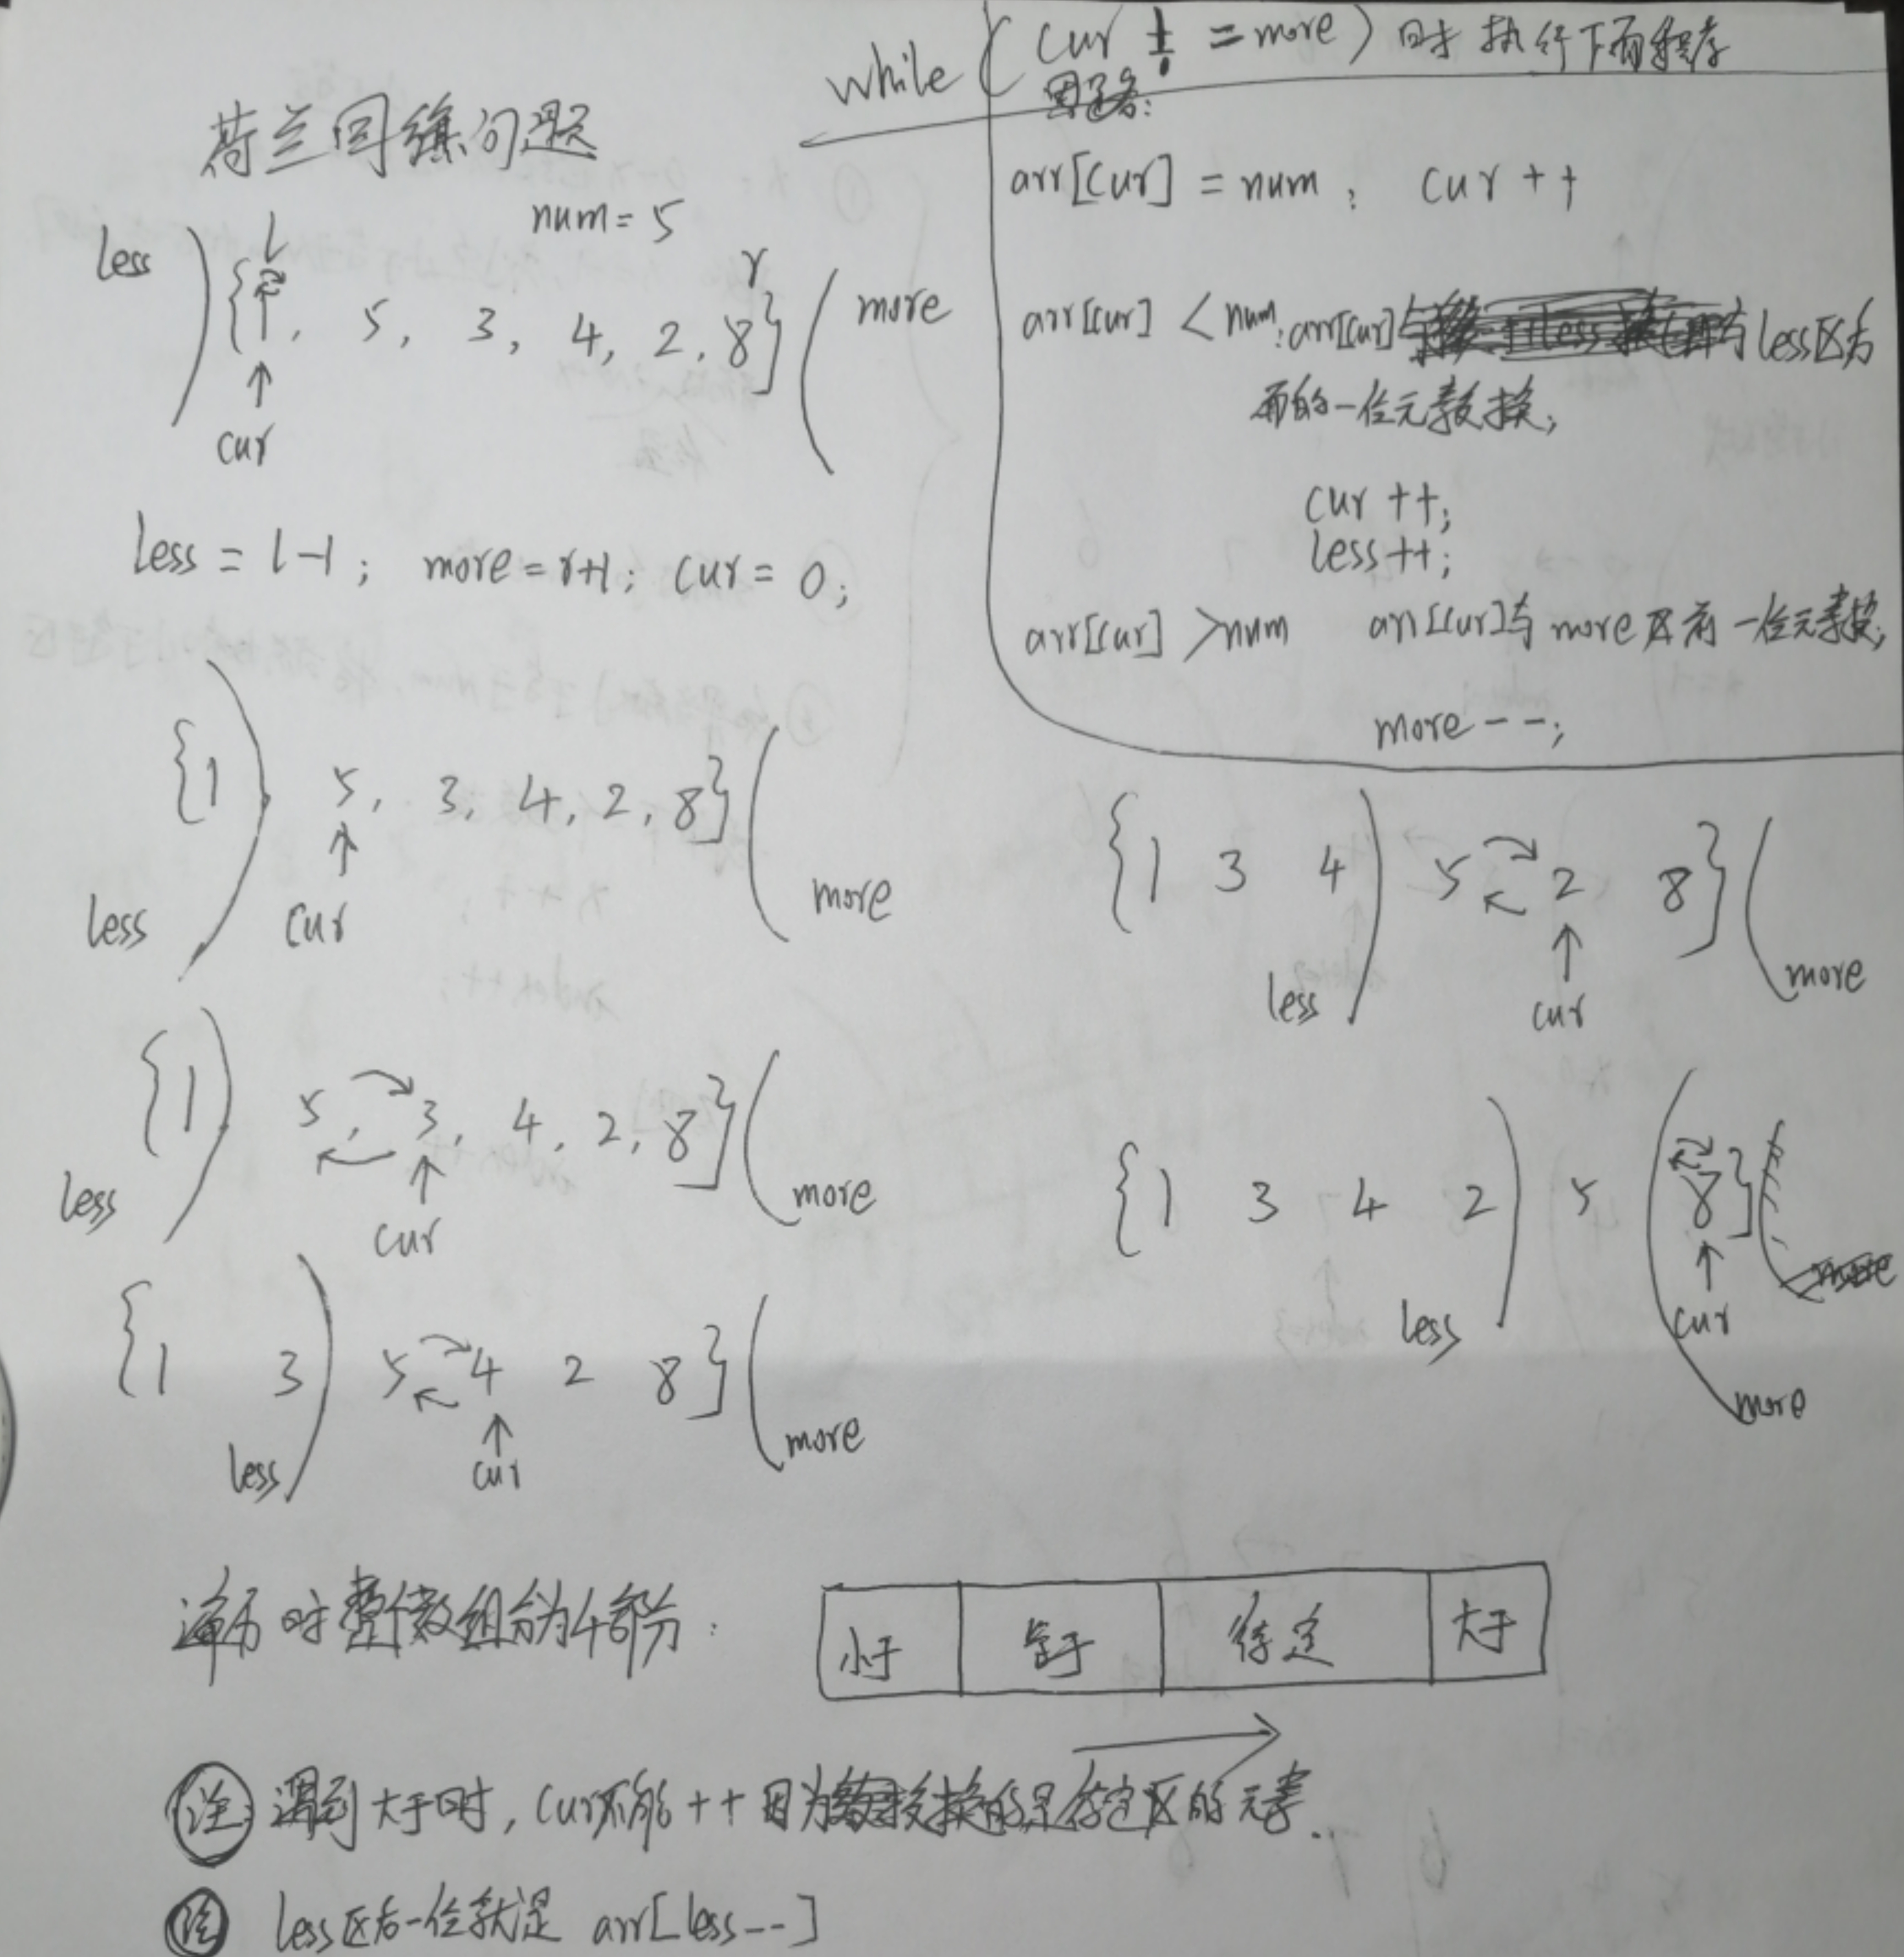 while (cur != more) 时 执行下面程序
思路:
荷兰国旗问题
num = 5
less ) { 1, 5, 3, 4, 2, 8 } ( more
l r
cur
less = l-1; more = r+1; cur = 0;
arr[cur] = num ; cur ++
arr[cur] < num; arr[cur]与 less区后
面的一位元素交换;
cur ++;
less ++;
arr[cur] > num arr[cur]与 more区前一位元素换;
more - -;
{ 1 ) 5, 3, 4, 2, 8 } (
less cur more
{ 1 ) 5, 3, 4, 2, 8 } (
less cur more
{ 1 3 ) 5 4 2 8 } (
less cur more
{ 1 3 4 ) 5 2 8 } (
less cur more
{ 1 3 4 2 ) 5 ( 8 }
less cur
more
遍历时整个数组分为4部分:
小于 等于 待定 大于
注 遇到大于时, cur不能++因为交换的是待定区的元素.
注 less区后一位就是 arr[less--]